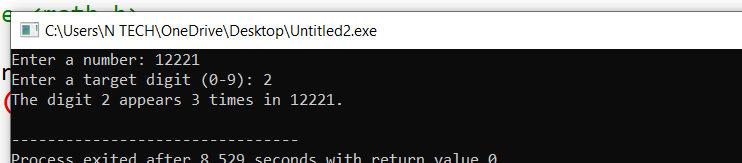 e <math.h>
C:\Users\N TECH\OneDrive\Desktop\Untitled2.exe
Enter a number: 12221
Enter a target digit (0-9): 2
The digit 2 appears 3 times in 12221.
--------------------------------
Process exited after 8.529 seconds with return value 0